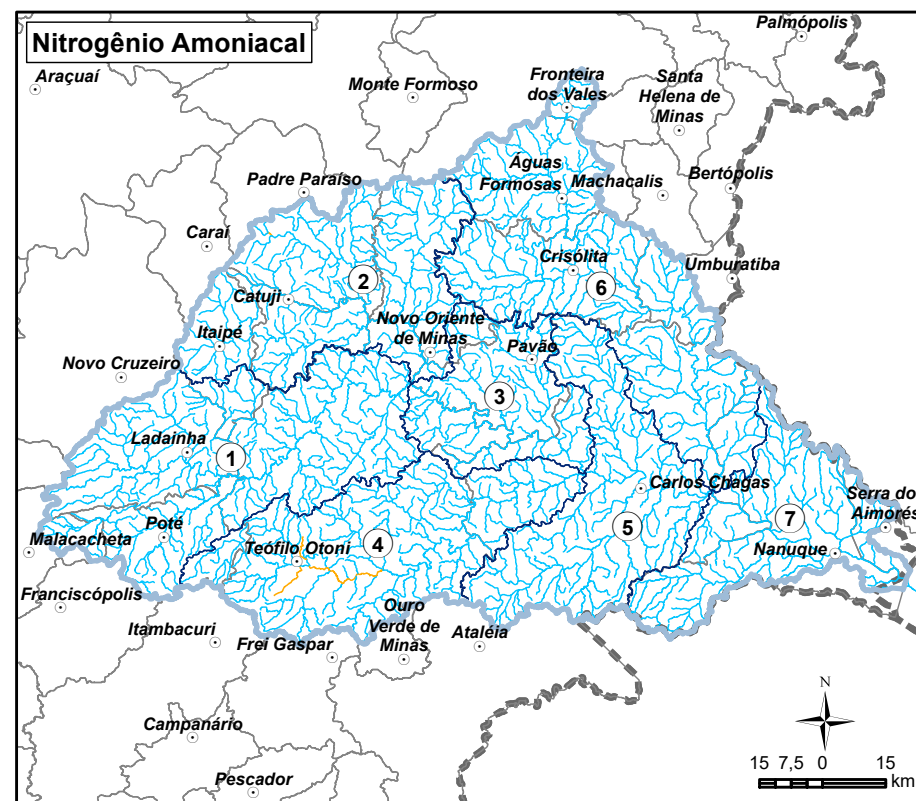 Nitrogênio Amoniacal
Palmópolis
Araçuaí
Monte Formoso
Fronteira
dos Vales
Santa
Helena de
Minas
Águas
Formosas
Machacalis
Bertópolis
Padre Paraíso
Caraí
Crisólita
Umburatiba
2
6
Catuji
Novo Oriente
de Minas
Itaipé
Pavão
Novo Cruzeiro
3
Ladainha
1
Carlos Chagas
Serra dos
Aimorés
Malacacheta
Poté
Teófilo Otoni
4
5
7
Nanuque
Franciscópolis
Itambacuri
Ouro
Verde de
Minas
Frei Gaspar
Ataléia
Campanário
Pescador
N
15 7,5 0 15
km